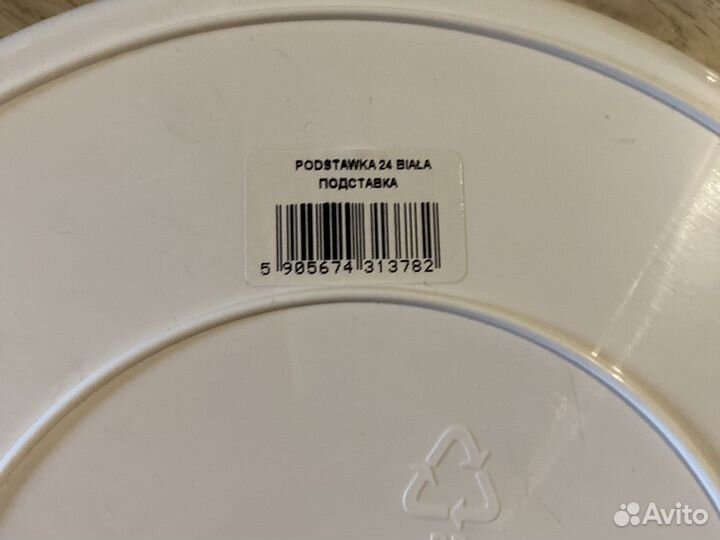 PODSTAWKA 24 BIAŁA
ПОДСТАВКА
5 905674 313782
Avito